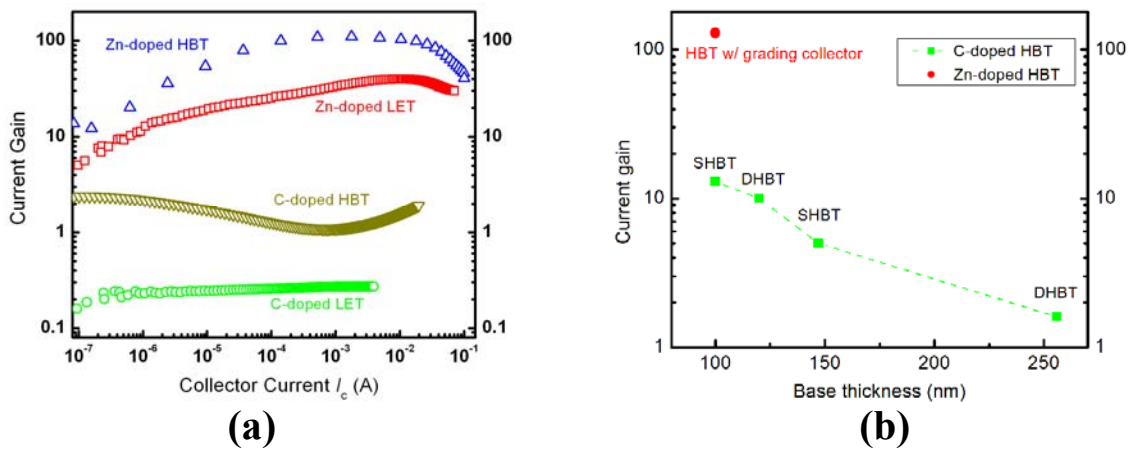 Zn-doped HBT
Zn-doped LET
C-doped HBT
C-doped LET
Current Gain
100
10
1
0.1
100
10
1
0.1
10-7
10-6
10-5
10-4
10-3
10-2
10-1
Collector Current Ic (A)
(a)
C-doped HBT
Zn-doped HBT
HBT w/ grading collector
SHBT
DHBT
SHBT
DHBT
Current gain
100
10
1
100
10
1
100
150
200
250
Base thickness (nm)
(b)